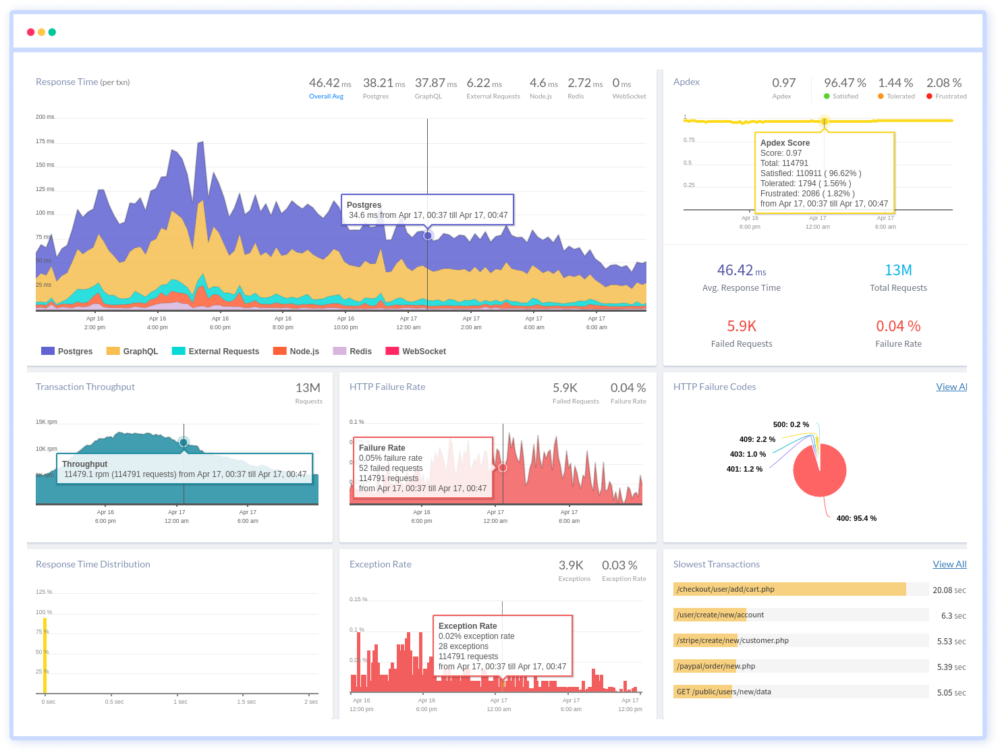 Response Time (per txn)
46.42 ms
Overall Avg
38.21 ms
Postgres
37.87 ms
GraphQL
6.22 ms
External Requests
4.6 ms
Node.js
2.72 ms
Redis
0 ms
WebSocket
200 ms
175 ms
150 ms
125 ms
100 ms
75 ms
50 ms
25 ms
Postgres
34.6 ms from Apr 17, 00:37 till Apr 17, 00:47
Apr 16 Apr 16 Apr 16 Apr 16 Apr 16 Apr 17 Apr 17 Apr 17 Apr 17
2:00 pm 4:00 pm 6:00 pm 8:00 pm 10:00 pm 12:00 am 2:00 am 4:00 am 6:00 am
Postgres GraphQL External Requests Node.js Redis WebSocket
Apdex
0.97
Apdex
96.47 %
Satisfied
1.44 %
Tolerated
2.08 %
Frustrated
1
0.75
0.5
0.25
Apdex Score
Score: 0.97
Total: 114791
Satisfied: 110911 ( 96.62% )
Tolerated: 1794 ( 1.56% )
Frustrated: 2086 ( 1.82% )
from Apr 17, 00:37 till Apr 17, 00:47
Apr 16 Apr 17 Apr 17
6:00 pm 12:00 am 6:00 am
46.42 ms
Avg. Response Time
13M
Total Requests
5.9K
Failed Requests
0.04 %
Failure Rate
Transaction Throughput
13M
Requests
15K rpm
10K rpm
5K rpm
Throughput
11479.1 rpm (114791 requests) from Apr 17, 00:37 till Apr 17, 00:47
Apr 16 Apr 17 Apr 17
6:00 pm 12:00 am 6:00 am
HTTP Failure Rate
5.9K
Failed Requests
0.04 %
Failure Rate
0.1 %
Failure Rate
0.05% failure rate
52 failed requests
114791 requests
from Apr 17, 00:37 till Apr 17, 00:47
Apr 16 Apr 17 Apr 17
6:00 pm 12:00 am 6:00 am
HTTP Failure Codes
View Al
500: 0.2 %
409: 2.2 %
403: 1.0 %
401: 1.2 %
400: 95.4 %
Response Time Distribution
125 %
100 %
75 %
50 %
25 %
0 sec 0.5 sec 1 sec 1.5 sec 2 sec
Exception Rate
3.9K
Exceptions
0.03 %
Exception Rate
0.15 %
0.1 %
0.05 %
Exception Rate
0.02% exception rate
28 exceptions
114791 requests
from Apr 17, 00:37 till Apr 17, 00:47
Apr 16 Apr 16 Apr 17 Apr 17 Apr 17
12:00 pm 6:00 pm 12:00 am 6:00 am 12:00 pm
Slowest Transactions
View All
/checkout/user/add/cart.php 20.08 sec
/user/create/new/account 6.3 sec
/stripe/create/new/customer.php 5.53 sec
/paypal/order/new.php 5.39 sec
GET /public/users/new/data 5.05 sec